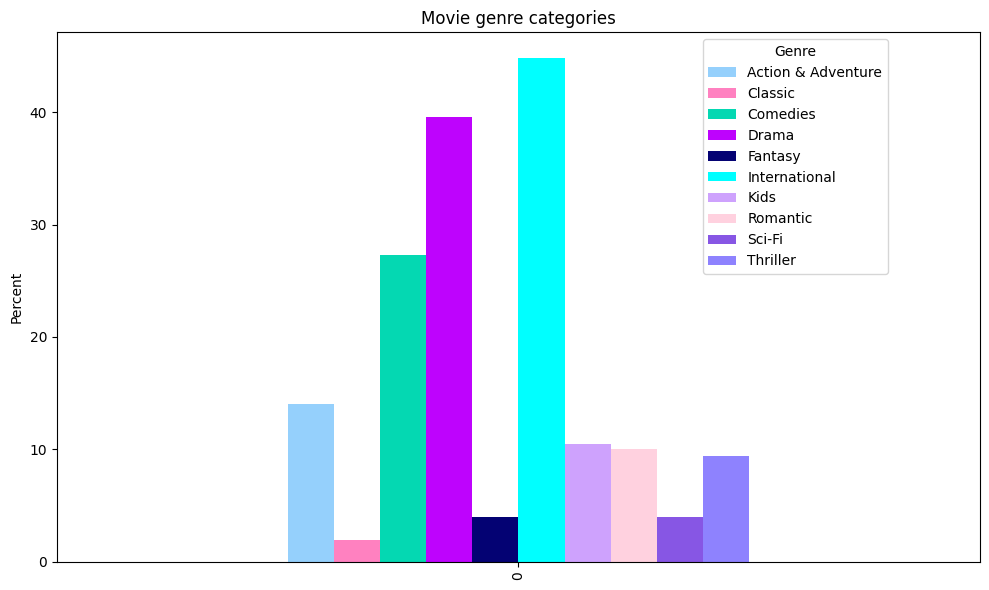 Movie genre categories
Genre
Action & Adventure
Classic
Comedies
Drama
Fantasy
International
Kids
Romantic
Sci-Fi
Thriller
Percent
40
30
20
10
0
0